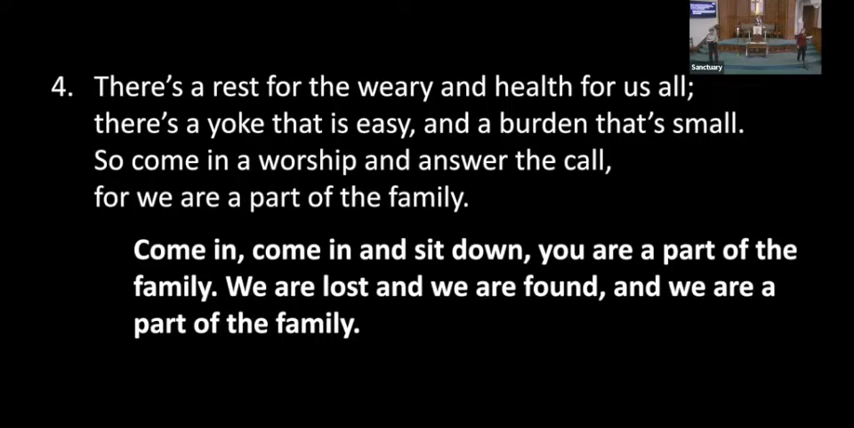 Sanctuary
4. There's a rest for the weary and health for us all;
there's a yoke that is easy, and a burden that's small.
So come in a worship and answer the call,
for we are a part of the family.
Come in, come in and sit down, you are a part of the
family. We are lost and we are found, and we are a
part of the family.